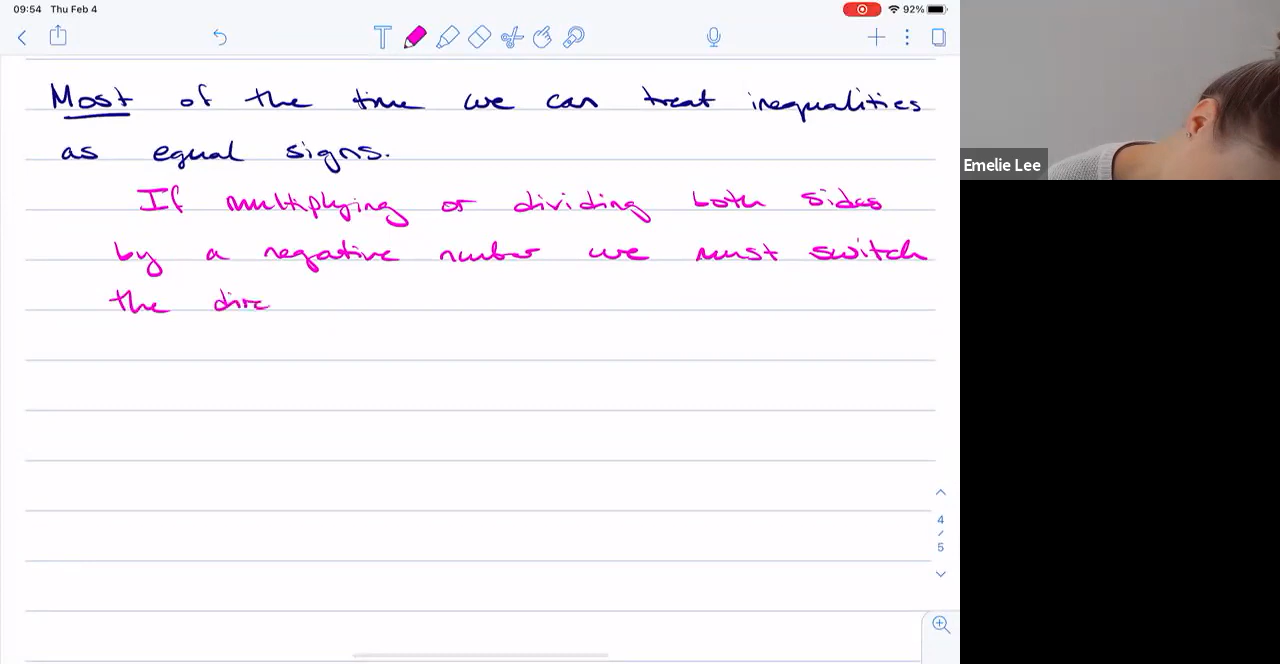 09:54 Thu Feb 4
92%
Most of the time we can treat inequalities
as equal signs.
If multiplying or dividing both sides
by a negative number we must switch
the dire
Emelie Lee
4
/
5